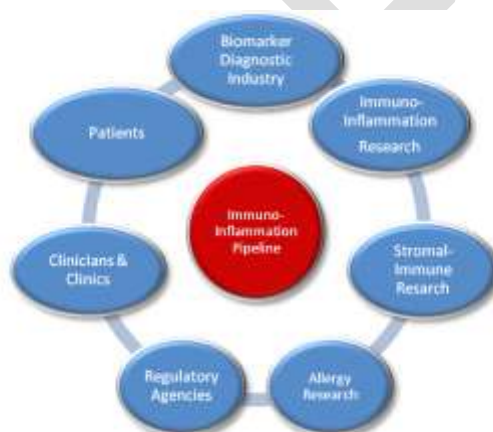 Biomarker
Diagnostic
Industry
Immuno-
Inflammation
Research
Patients
Immuno-
Inflammation
Pipeline
Clinicians &
Clinics
Stromal-
Immune
Resarch
Regulatory
Agencies
Allergy
Research